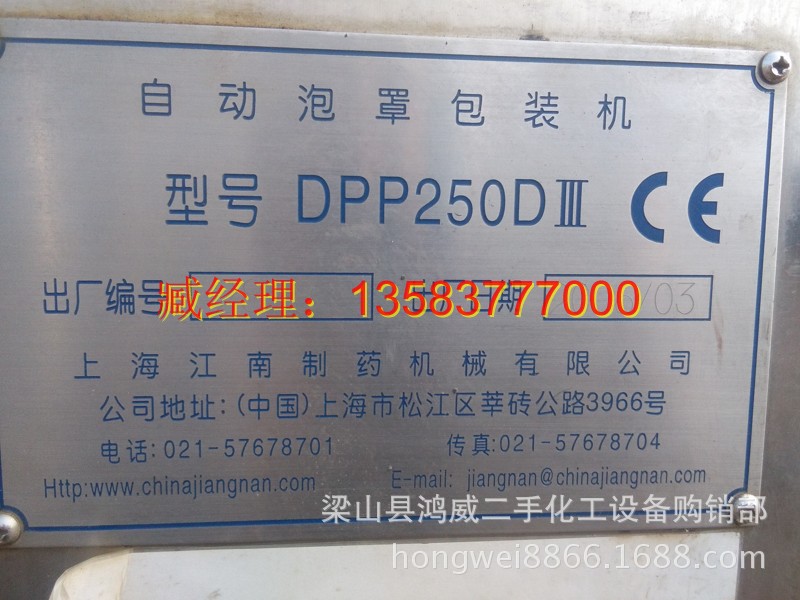 自动泡罩包装机
型号 DPP250DⅢ CE
出厂编号 出厂日期 /03
臧经理：13583777000
上海江南制药机械有限公司
公司地址:(中国)上海市松江区莘砖公路3966号
电话:021-57678701 传真:021-57678704
Http:www.chinajiangnan.com E-mail: jiangnan@chinajiangnan.com
梁山县鸿威二手化工设备购销部
hongwei8866.1688.com